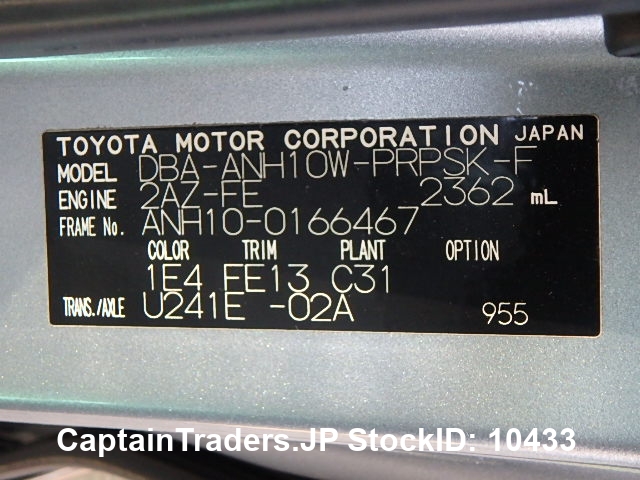 TOYOTA MOTOR CORPORATION JAPAN
MODEL DBA-ANH10W-PRPSK-F
ENGINE 2AZ-FE 2362 mL
FRAME No. ANH10-0166467
COLOR TRIM PLANT OPTION
1E4 FE13 C31
TRANS./AXLE U241E -02A 955
CaptainTraders.JP StockID: 10433